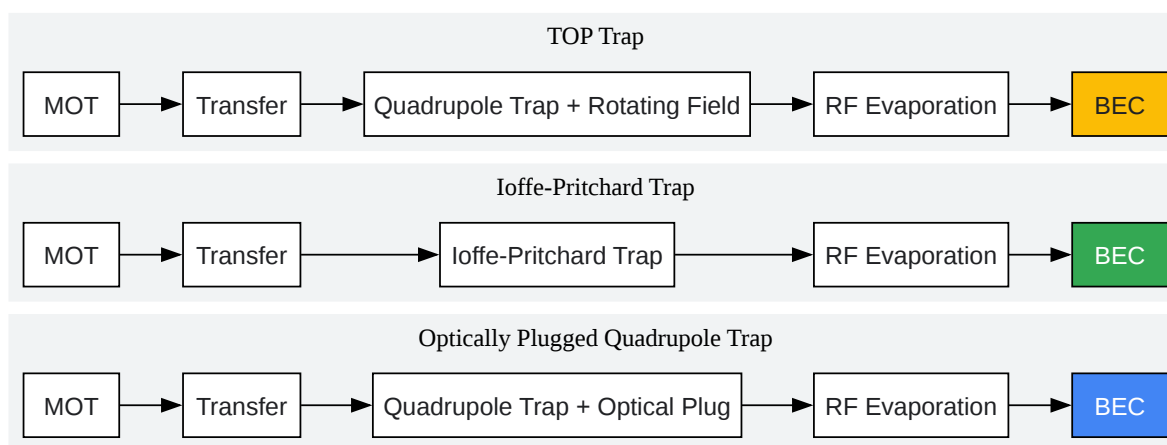 TOP Trap
MOT
Transfer
Quadrupole Trap + Rotating Field
RF Evaporation
BEC
Ioffe-Pritchard Trap
MOT
Transfer
Ioffe-Pritchard Trap
RF Evaporation
BEC
Optically Plugged Quadrupole Trap
MOT
Transfer
Quadrupole Trap + Optical Plug
RF Evaporation
BEC